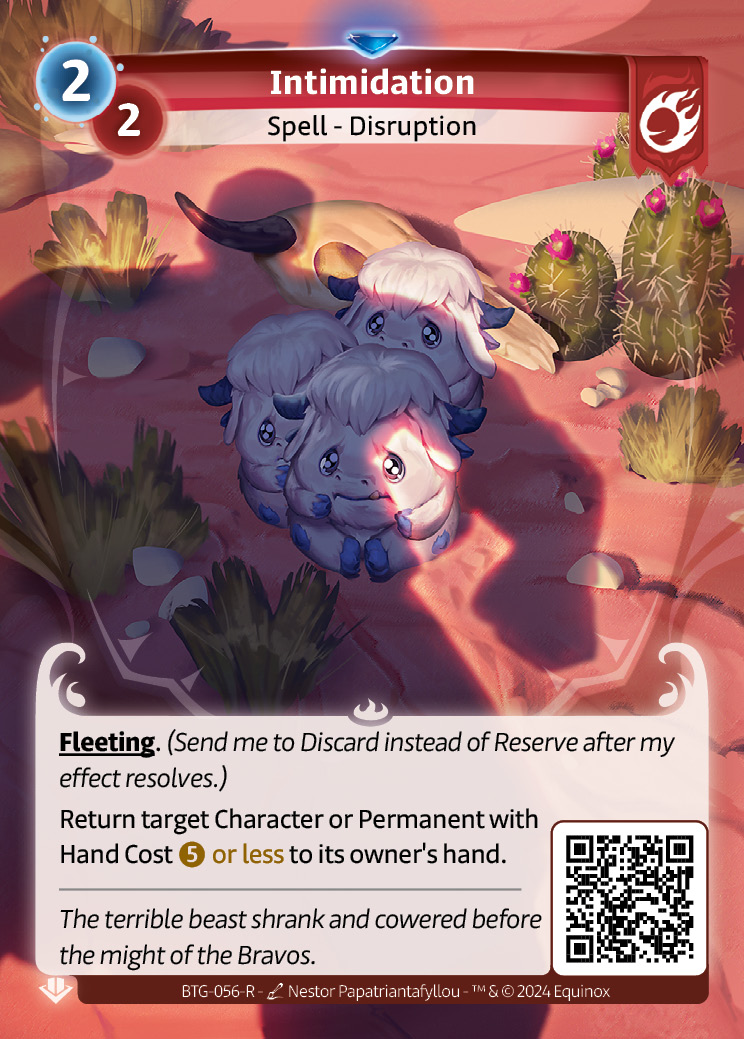 2
Intimidation
2
Spell - Disruption
Fleeting. (Send me to Discard instead of Reserve after my
effect resolves.)
Return target Character or Permanent with
Hand Cost 5 or less to its owner's hand.
The terrible beast shrank and cowered before
the might of the Bravos.
BTG-056-R - Nestor Papatriantafyllou - ™ & © 2024 Equinox